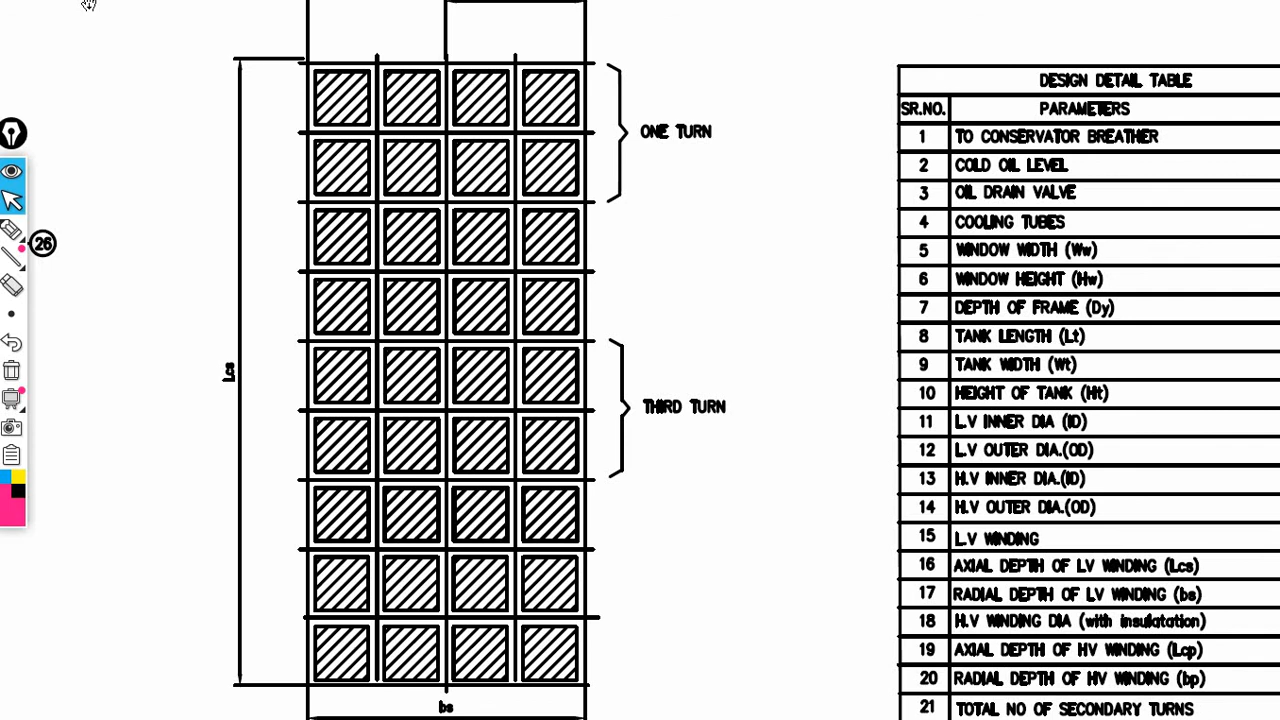 26
Lcs
ONE TURN
THIRD TURN
bs
DESIGN DETAIL TABLE
SR.NO. PARAMETERS
1 TO CONSERVATOR BREATHER
2 COLD OIL LEVEL
3 OIL DRAIN VALVE
4 COOLING TUBES
5 WINDOW WIDTH (Ww)
6 WINDOW HEIGHT (Hw)
7 DEPTH OF FRAME (Dy)
8 TANK LENGTH (Lt)
9 TANK WIDTH (Wt)
10 HEIGHT OF TANK (Ht)
11 L.V INNER DIA (ID)
12 L.V OUTER DIA.(OD)
13 H.V INNER DIA.(ID)
14 H.V OUTER DIA.(OD)
15 L.V WINDING
16 AXIAL DEPTH OF LV WINDING (Lcs)
17 RADIAL DEPTH OF LV WINDING (bs)
18 H.V WINDING DIA (with insulatation)
19 AXIAL DEPTH OF HV WINDING (Lcp)
20 RADIAL DEPTH OF HV WINDING (bp)
21 TOTAL NO OF SECONDARY TURNS